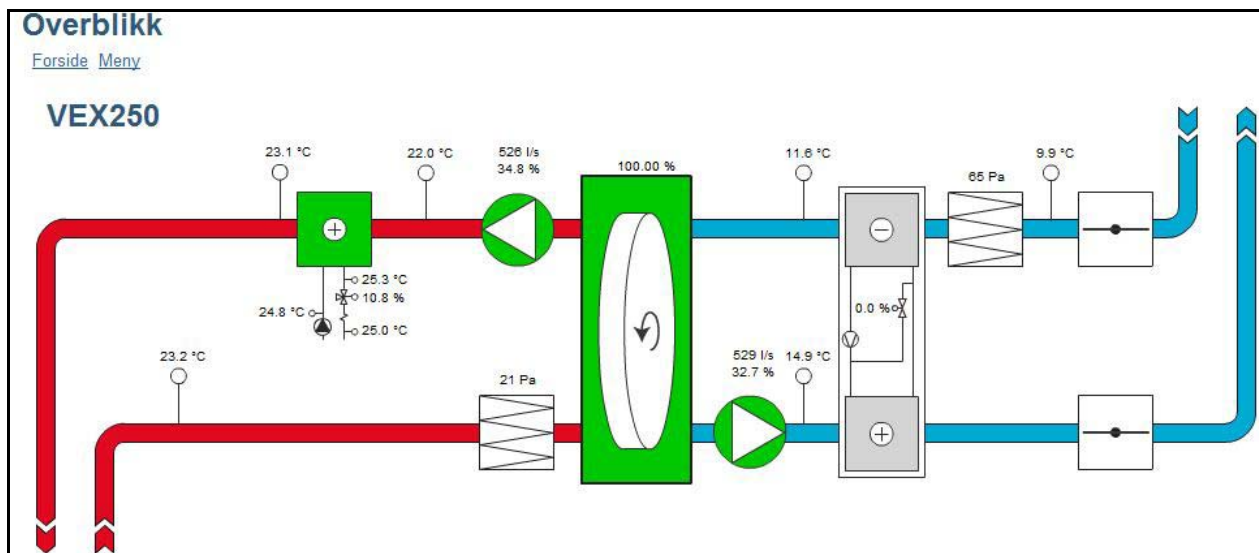 Overblikk
Forside Meny
VEX250
23.1 °C
22.0 °C
526 l/s
34.8 %
100.00 %
11.6 °C
65 Pa
9.9 °C
25.3 °C
10.8 %
24.8 °C
25.0 °C
0.0 %
23.2 °C
21 Pa
529 l/s
32.7 %
14.9 °C